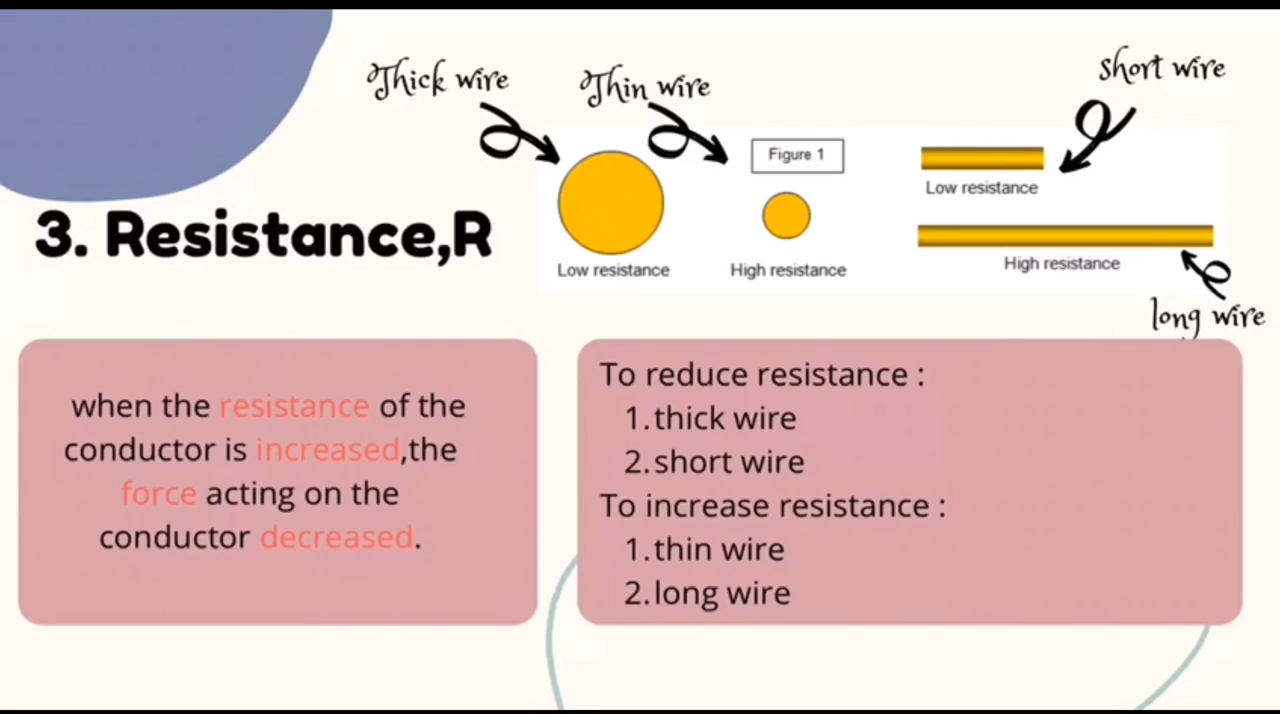 Thick wire
Thin wire
short wire
Figure 1
Low resistance
3. Resistance,R
Low resistance
High resistance
High resistance
long wire
when the resistance of the
conductor is increased,the
force acting on the
conductor decreased.
To reduce resistance :
1.thick wire
2.short wire
To increase resistance :
1.thin wire
2.long wire